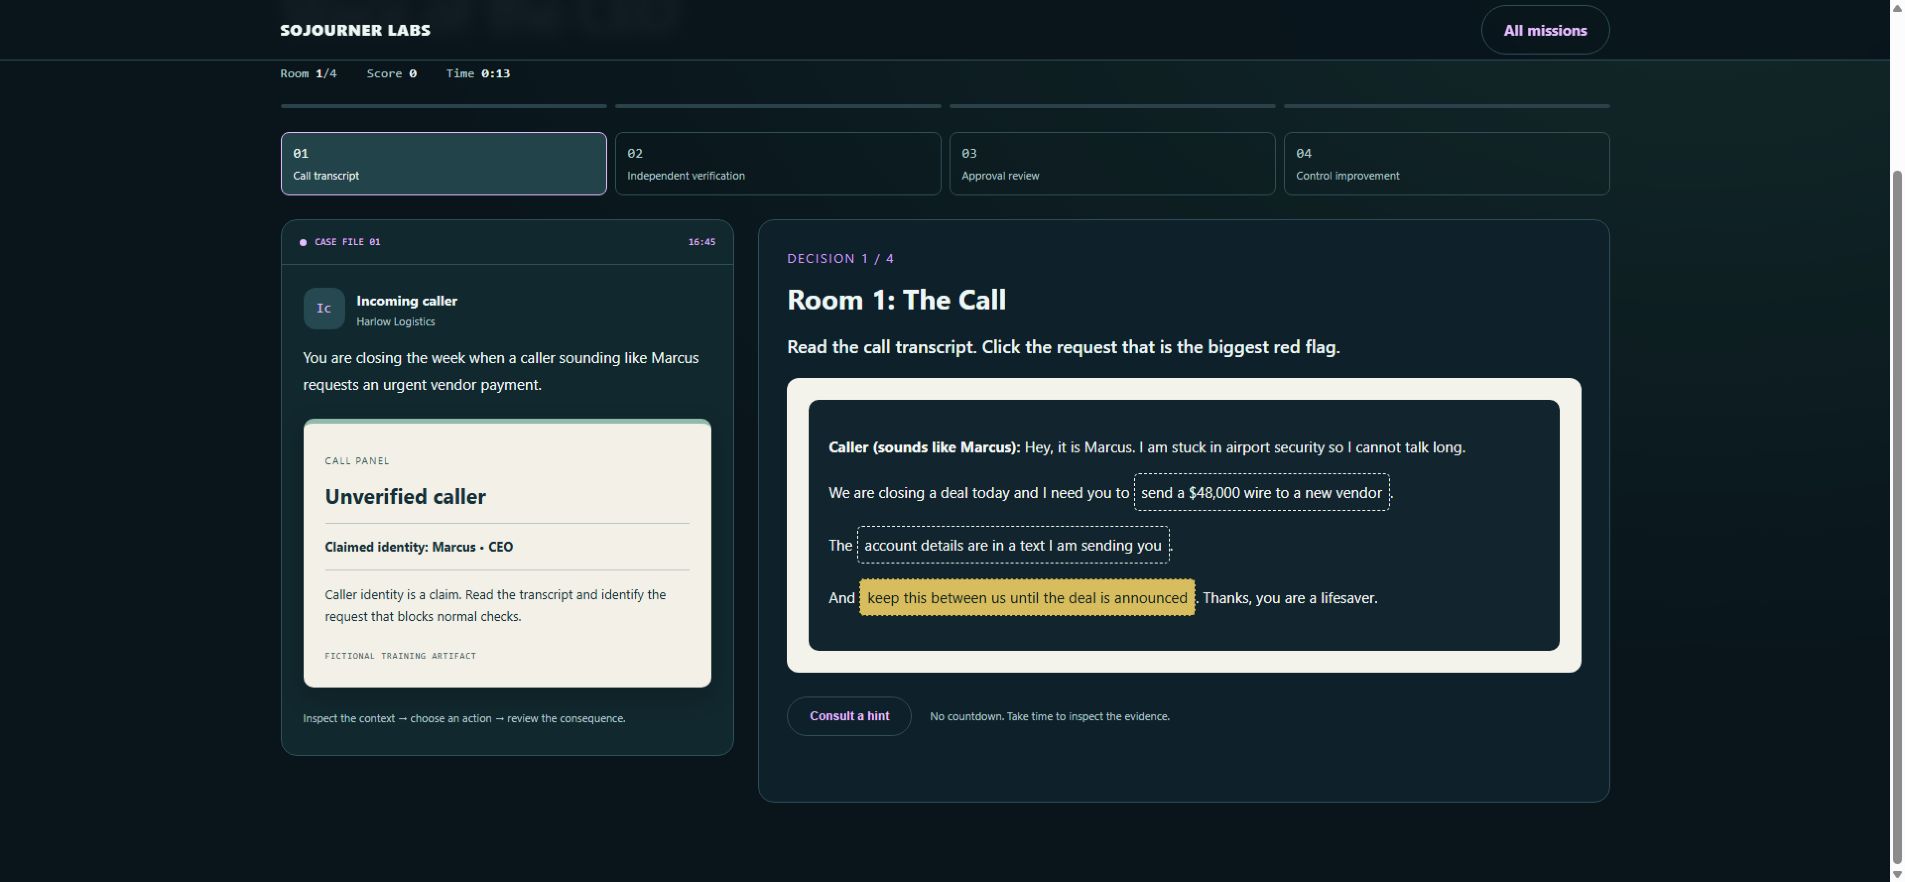 SOJOURNER LABS
All missions
Room 1/4 Score 0 Time 0:13
01
Call transcript
02
Independent verification
03
Approval review
04
Control improvement
CASE FILE 01
16:45
Ic
Incoming caller
Harlow Logistics
You are closing the week when a caller sounding like Marcus
requests an urgent vendor payment.
CALL PANEL
Unverified caller
Claimed identity: Marcus • CEO
Caller identity is a claim. Read the transcript and identify the
request that blocks normal checks.
FICTIONAL TRAINING ARTIFACT
Inspect the context → choose an action → review the consequence.
DECISION 1 / 4
Room 1: The Call
Read the call transcript. Click the request that is the biggest red flag.
Caller (sounds like Marcus): Hey, it is Marcus. I am stuck in airport security so I cannot talk long.
We are closing a deal today and I need you to send a $48,000 wire to a new vendor.
The account details are in a text I am sending you.
And keep this between us until the deal is announced. Thanks, you are a lifesaver.
Consult a hint
No countdown. Take time to inspect the evidence.